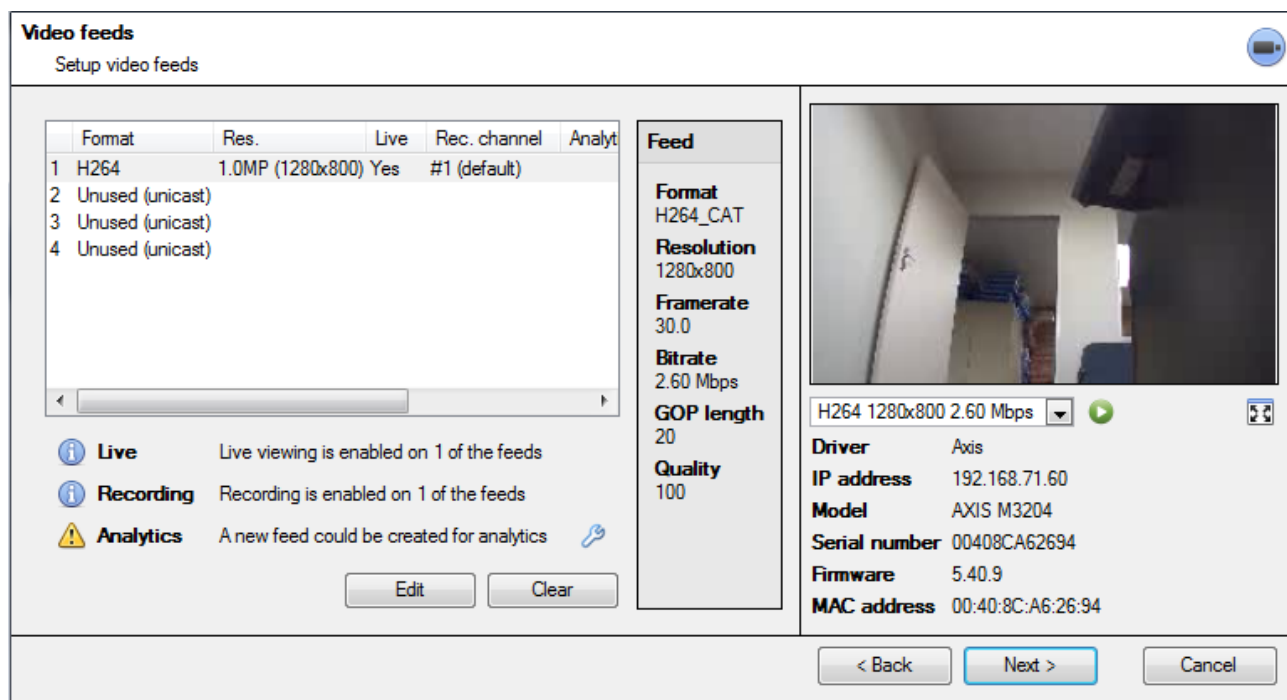 Video feeds
Setup video feeds
Format Res. Live Rec. channel Analyti
1 H264 1.0MP (1280x800) Yes #1 (default)
2 Unused (unicast)
3 Unused (unicast)
4 Unused (unicast)
Live Live viewing is enabled on 1 of the feeds
Recording Recording is enabled on 1 of the feeds
Analytics A new feed could be created for analytics
Edit Clear
Feed
Format
H264_CAT
Resolution
1280x800
Framerate
30.0
Bitrate
2.60 Mbps
GOP length
20
Quality
100
H264 1280x800 2.60 Mbps
Driver Axis
IP address 192.168.71.60
Model AXIS M3204
Serial number 00408CA62694
Firmware 5.40.9
MAC address 00:40:8C:A6:26:94
< Back Next > Cancel